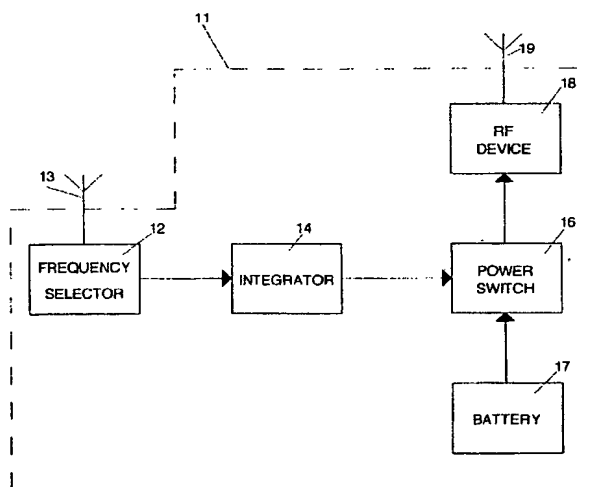 11
19
18
RF
DEVICE
13
12
FREQUENCY
SELECTOR
14
INTEGRATOR
16
POWER
SWITCH
17
BATTERY